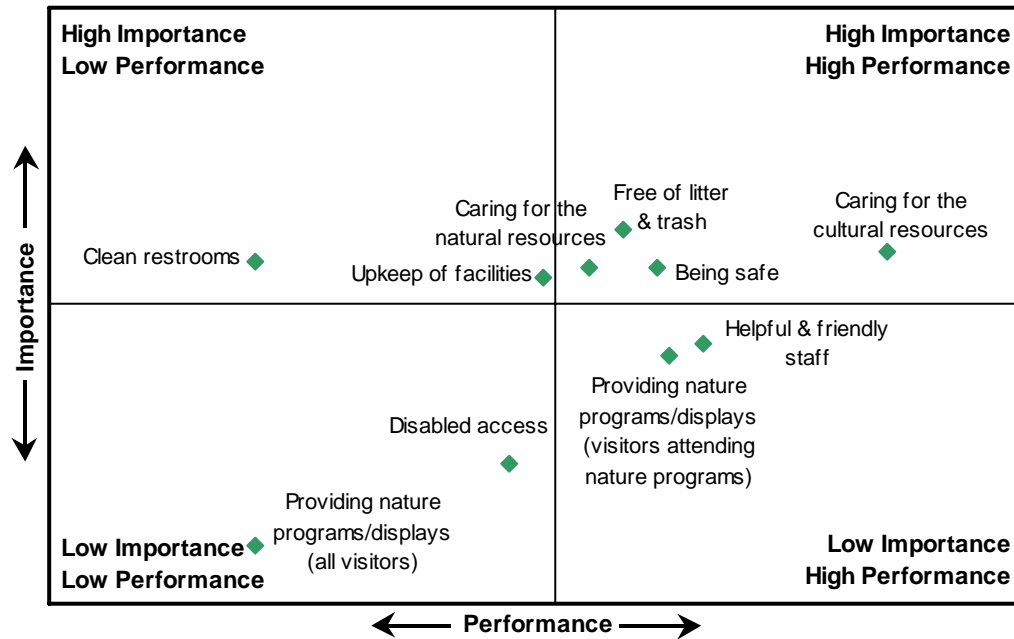 High Importance
Low Performance
High Importance
High Performance
Free of litter
& trash
Caring for the
natural resources
Caring for the
cultural resources
Clean restrooms
Upkeep of facilities
Being safe
Importance
Helpful & friendly
staff
Providing nature
programs/displays
(visitors attending
nature programs)
Disabled access
Providing nature
programs/displays
(all visitors)
Low Importance
Low Performance
Low Importance
High Performance
Performance